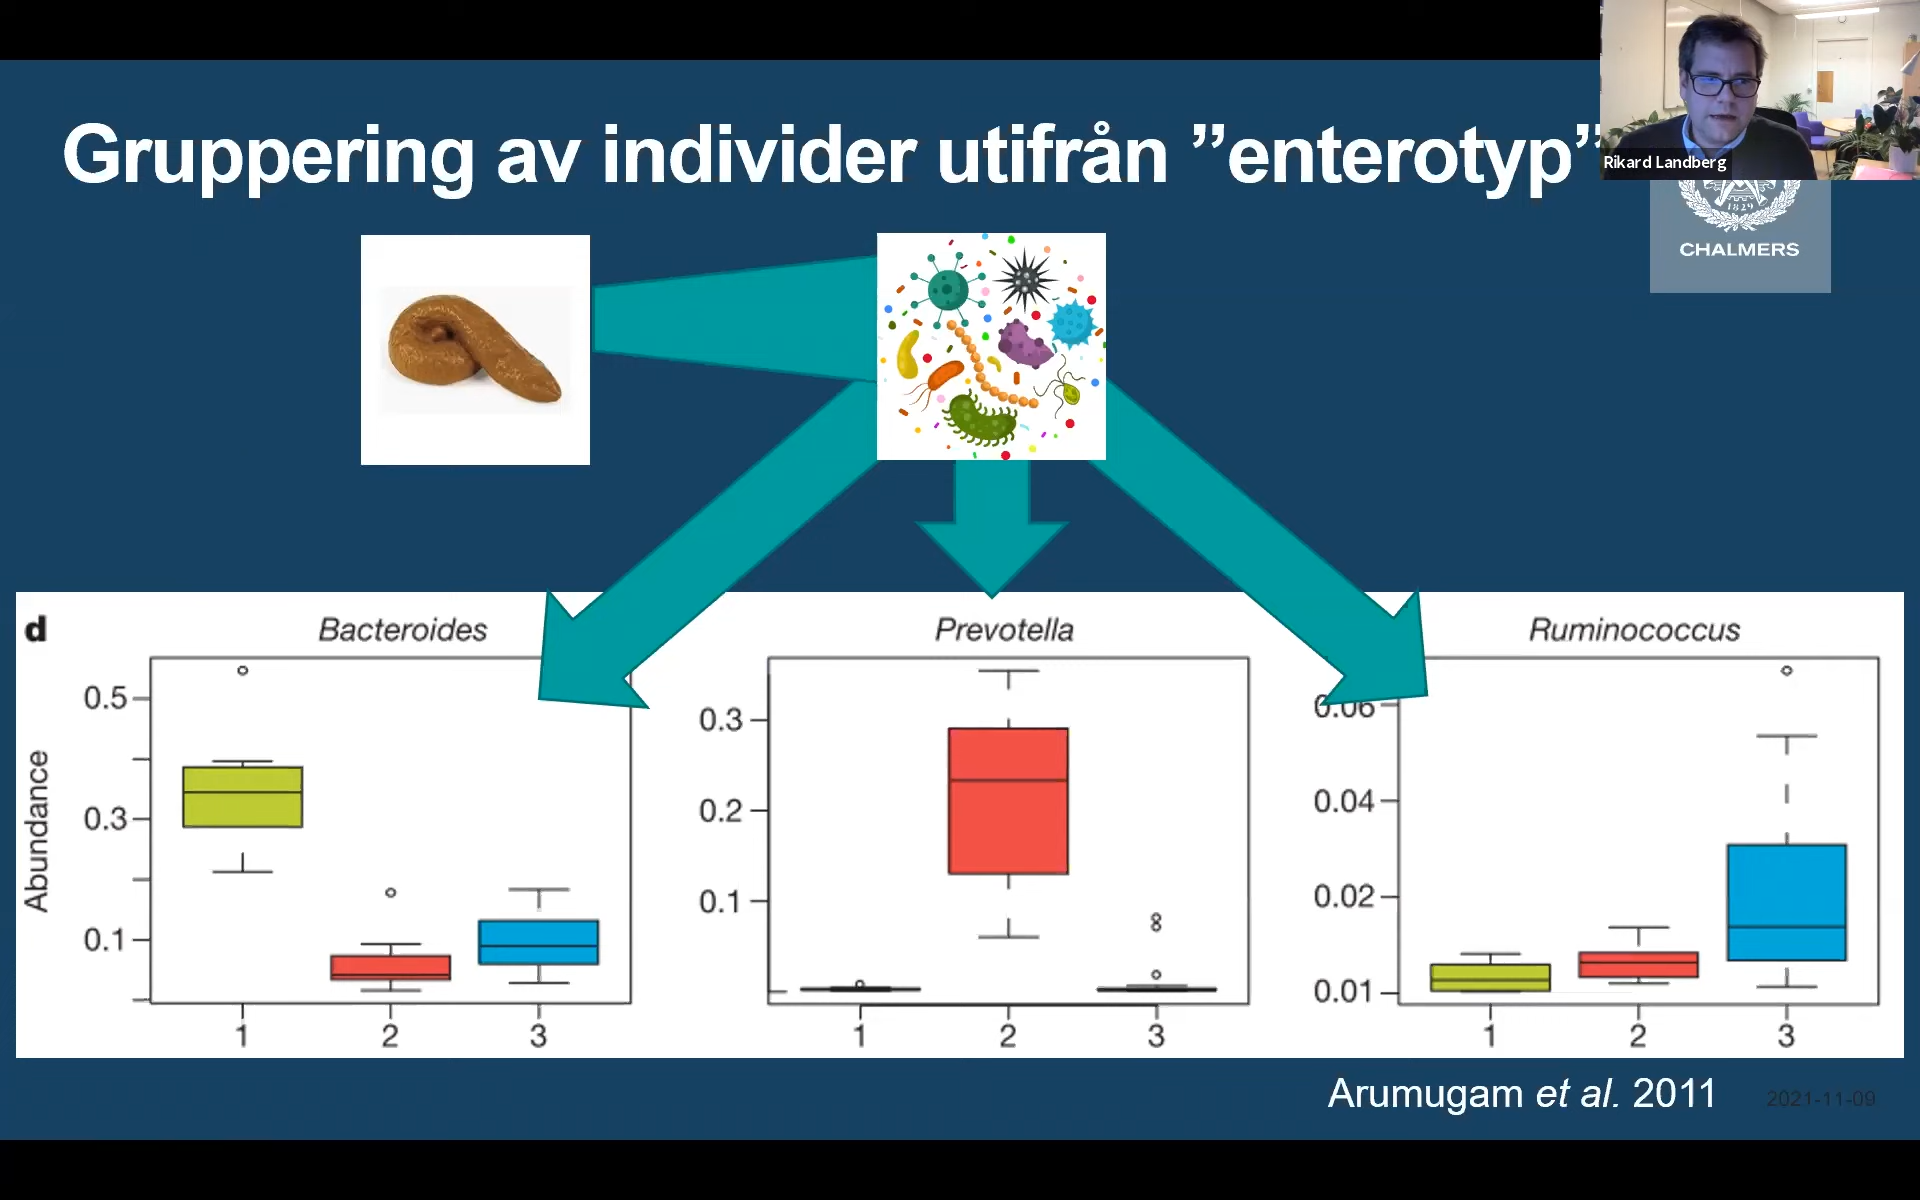 Gruppering av individer utifrån ”enterotyp”
Rikard Landberg
1829
CHALMERS
d
Bacteroides
Prevotella
Ruminococcus
Abundance
0.5
0.3
0.1
1 2 3
0.3
0.2
0.1
1 2 3
0.06
0.04
0.02
0.01
1 2 3
Arumugam et al. 2011
2021-11-09